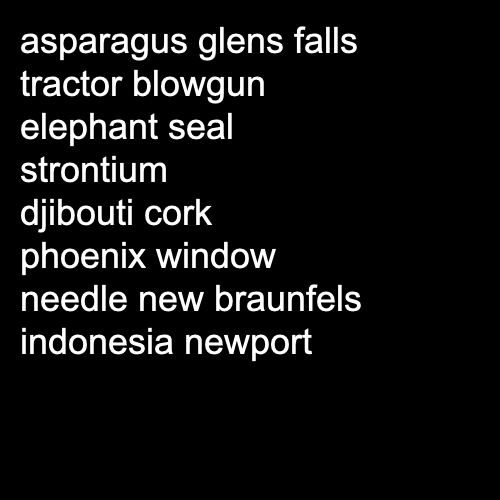 asparagus glens falls
tractor blowgun
elephant seal
strontium
djibouti cork
phoenix window
needle new braunfels
indonesia newport